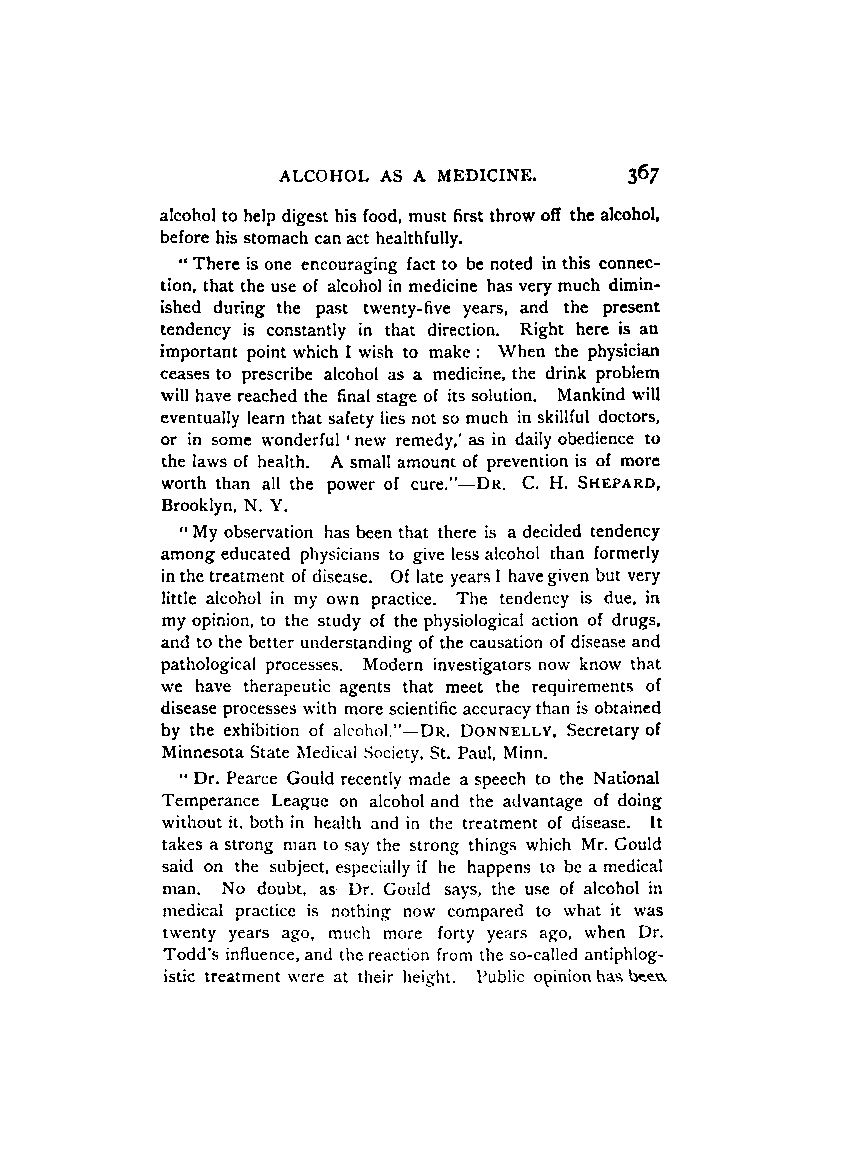 ALCOHOL AS A MEDICINE. 367
alcohol to help digest his food, must first throw off the alcohol,
before his stomach can act healthfully.
" There is one encouraging fact to be noted in this connec-
tion, that the use of alcohol in medicine has very much dimin-
ished during the past twenty-five years, and the present
tendency is constantly in that direction. Right here is an
important point which I wish to make : When the physician
ceases to prescribe alcohol as a medicine, the drink problem
will have reached the final stage of its solution. Mankind will
eventually learn that safety lies not so much in skillful doctors,
or in some wonderful ' new remedy,' as in daily obedience to
the laws of health. A small amount of prevention is of more
worth than all the power of cure."—DR. C. H. SHEPARD,
Brooklyn, N. Y.
" My observation has been that there is a decided tendency
among educated physicians to give less alcohol than formerly
in the treatment of disease. Of late years I have given but very
little alcohol in my own practice. The tendency is due, in
my opinion, to the study of the physiological action of drugs,
and to the better understanding of the causation of disease and
pathological processes. Modern investigators now know that
we have therapeutic agents that meet the requirements of
disease processes with more scientific accuracy than is obtained
by the exhibition of alcohol."—DR. DONNELLY, Secretary of
Minnesota State Medical Society, St. Paul, Minn.
" Dr. Pearce Gould recently made a speech to the National
Temperance League on alcohol and the advantage of doing
without it, both in health and in the treatment of disease. It
takes a strong man to say the strong things which Mr. Gould
said on the subject, especially if he happens to be a medical
man. No doubt, as Dr. Gould says, the use of alcohol in
medical practice is nothing now compared to what it was
twenty years ago, much more forty years ago, when Dr.
Todd's influence, and the reaction from the so-called antiphlog-
istic treatment were at their height. Public opinion has been